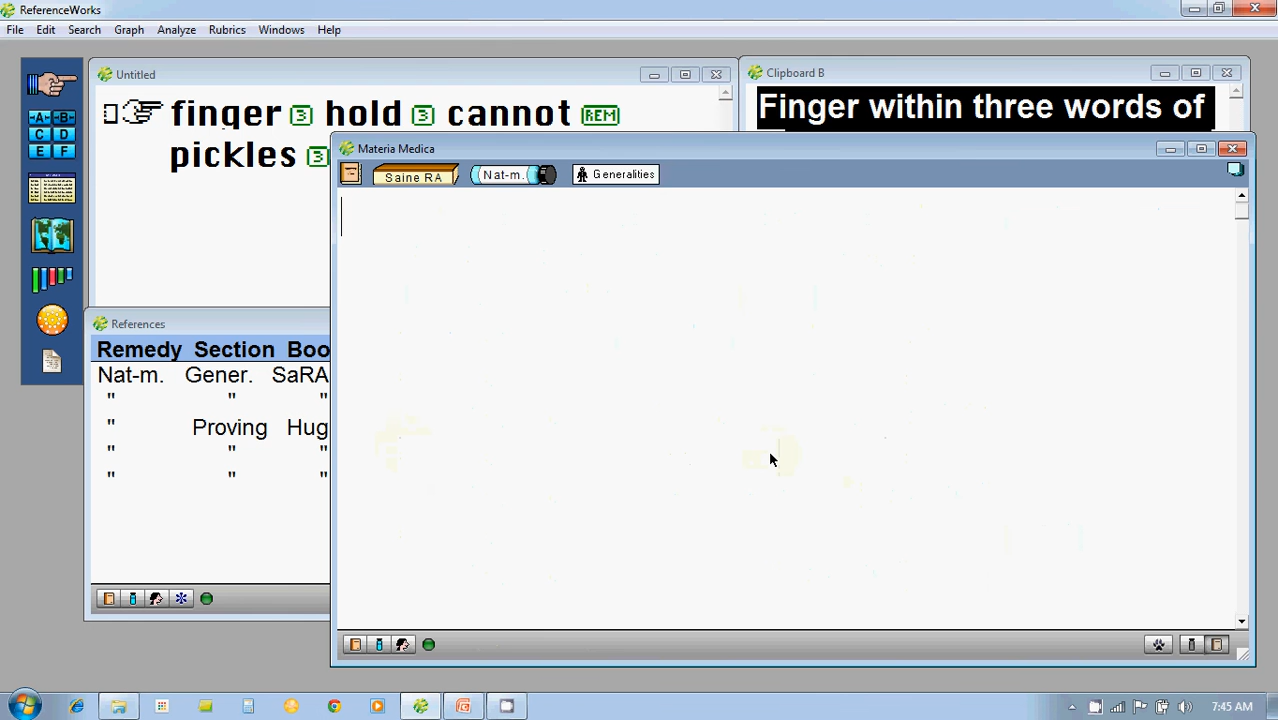 ReferenceWorks
File Edit Search Graph Analyze Rubrics Windows Help
Untitled
finger 3 hold 3 cannot REM
pickles 3
Clipboard B
Finger within three words of
-A- -B-
C D
E F
Materia Medica
Saine RA Nat-m. Generalities
References
Remedy Section Boo
Nat-m. Gener. SaRA
" " "
" Proving Hug
" " "
" " "
7:45 AM